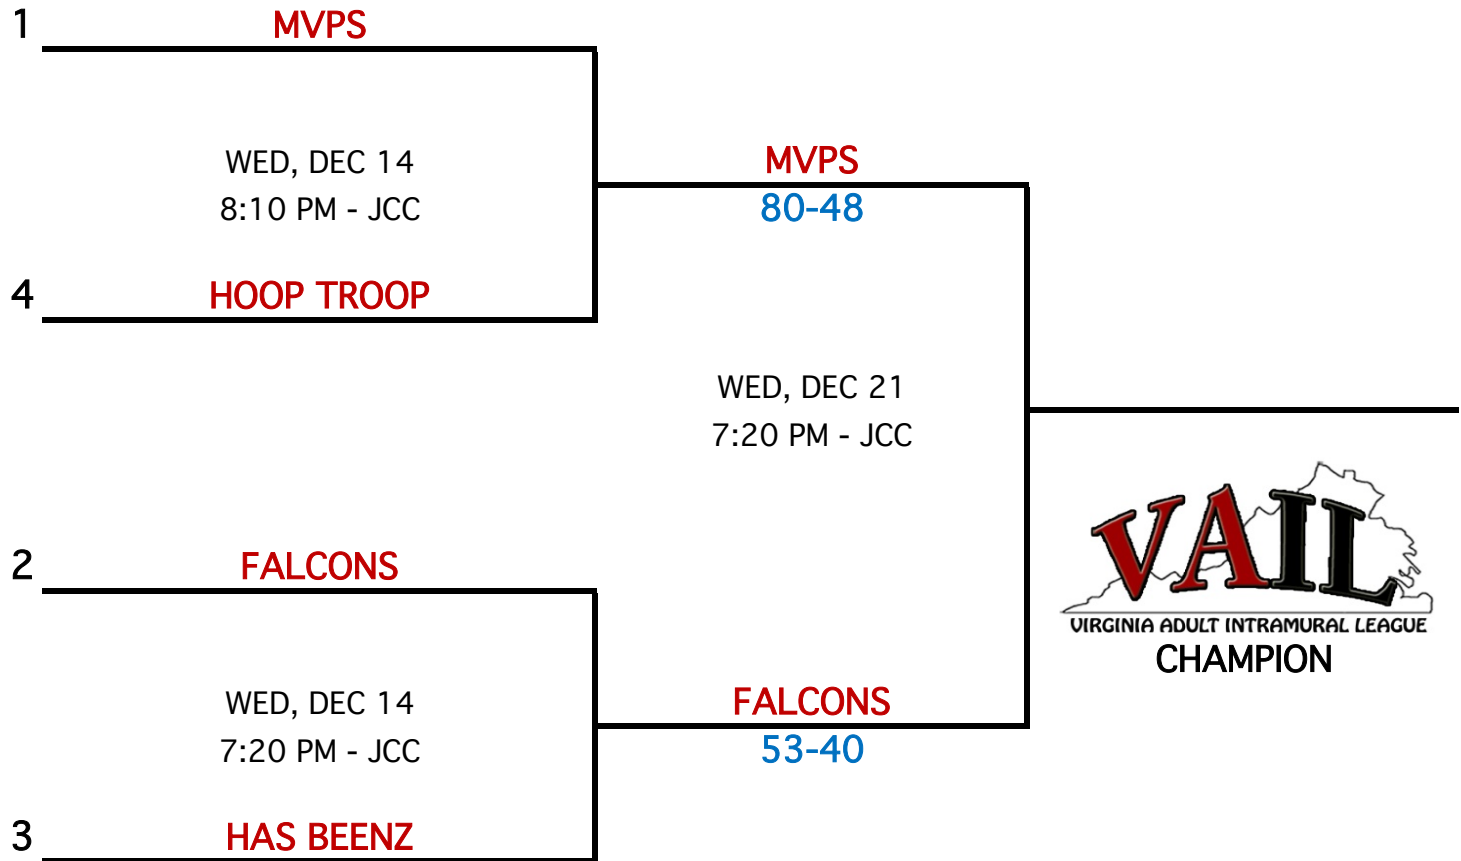 1
MVPS
WED, DEC 14
8:10 PM - JCC
4
HOOP TROOP
MVPS
80-48
WED, DEC 21
7:20 PM - JCC
2
FALCONS
WED, DEC 14
7:20 PM - JCC
3
HAS BEENZ
FALCONS
53-40
VAIL
VIRGINIA ADULT INTRAMURAL LEAGUE
CHAMPION